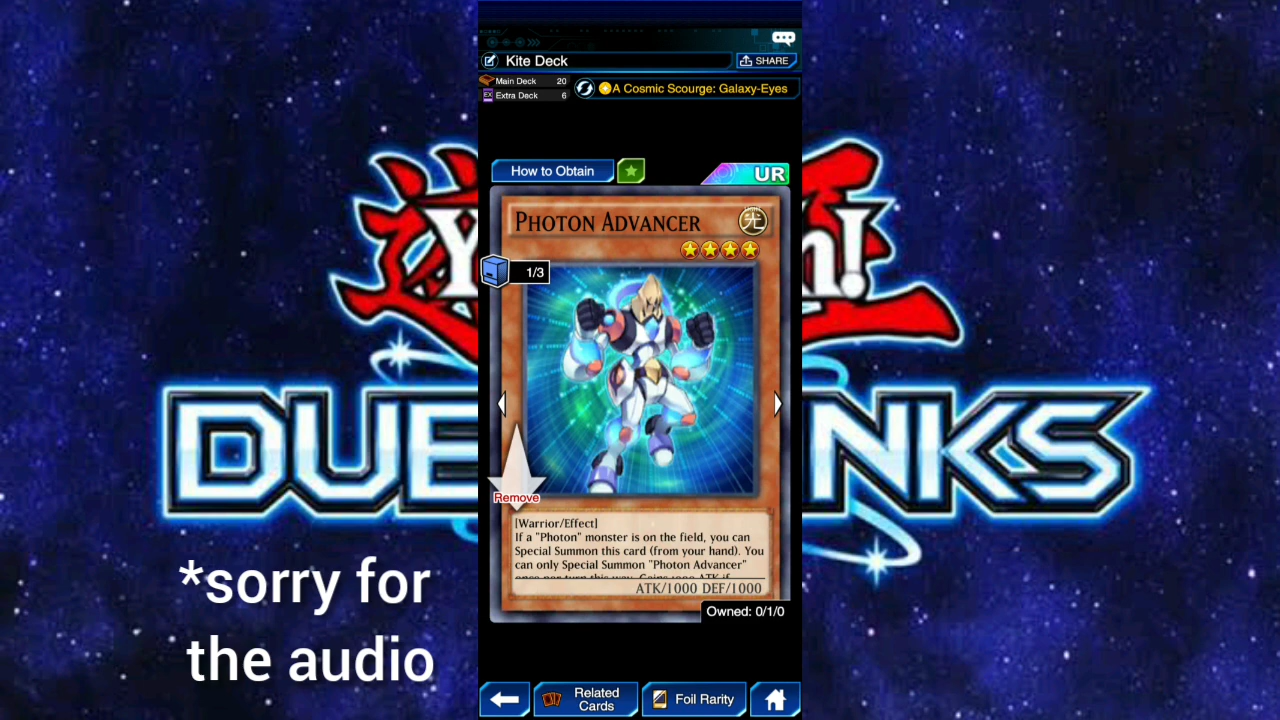 Kite Deck
SHARE
Main Deck 20
EX Extra Deck 6
A Cosmic Scourge: Galaxy-Eyes
How to Obtain
UR
PHOTON ADVANCER
光
1/3
Remove
[Warrior/Effect]
If a "Photon" monster is on the field, you can
Special Summon this card (from your hand). You
can only Special Summon "Photon Advancer"
ATK/1000 DEF/1000
Owned: 0/1/0
*sorry for
the audio
Related
Cards
Foil Rarity